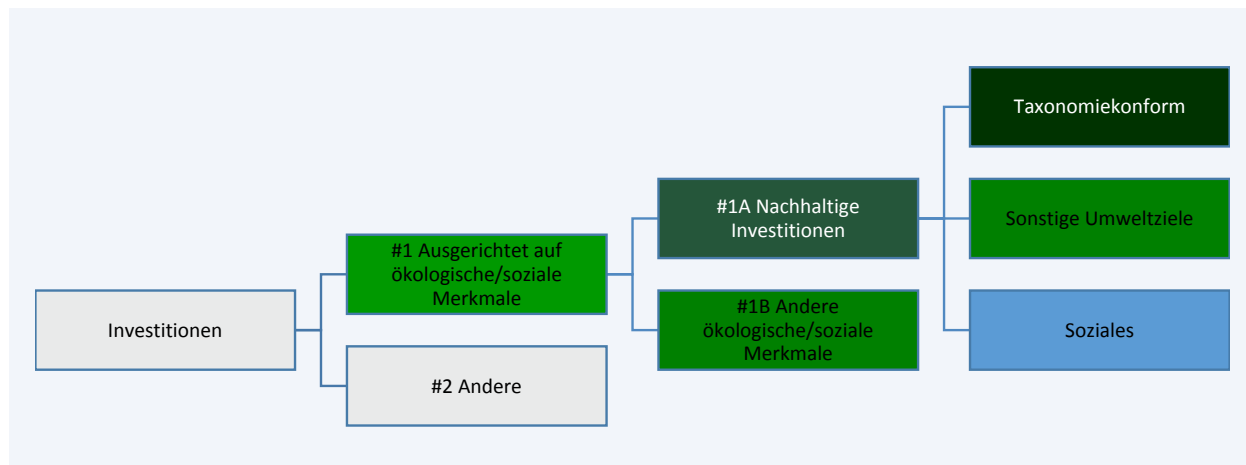 Investitionen
#1 Ausgerichtet auf
ökologische/soziale
Merkmale
#2 Andere
#1A Nachhaltige
Investitionen
#1B Andere
ökologische/soziale
Merkmale
Taxonomiekonform
Sonstige Umweltziele
Soziales